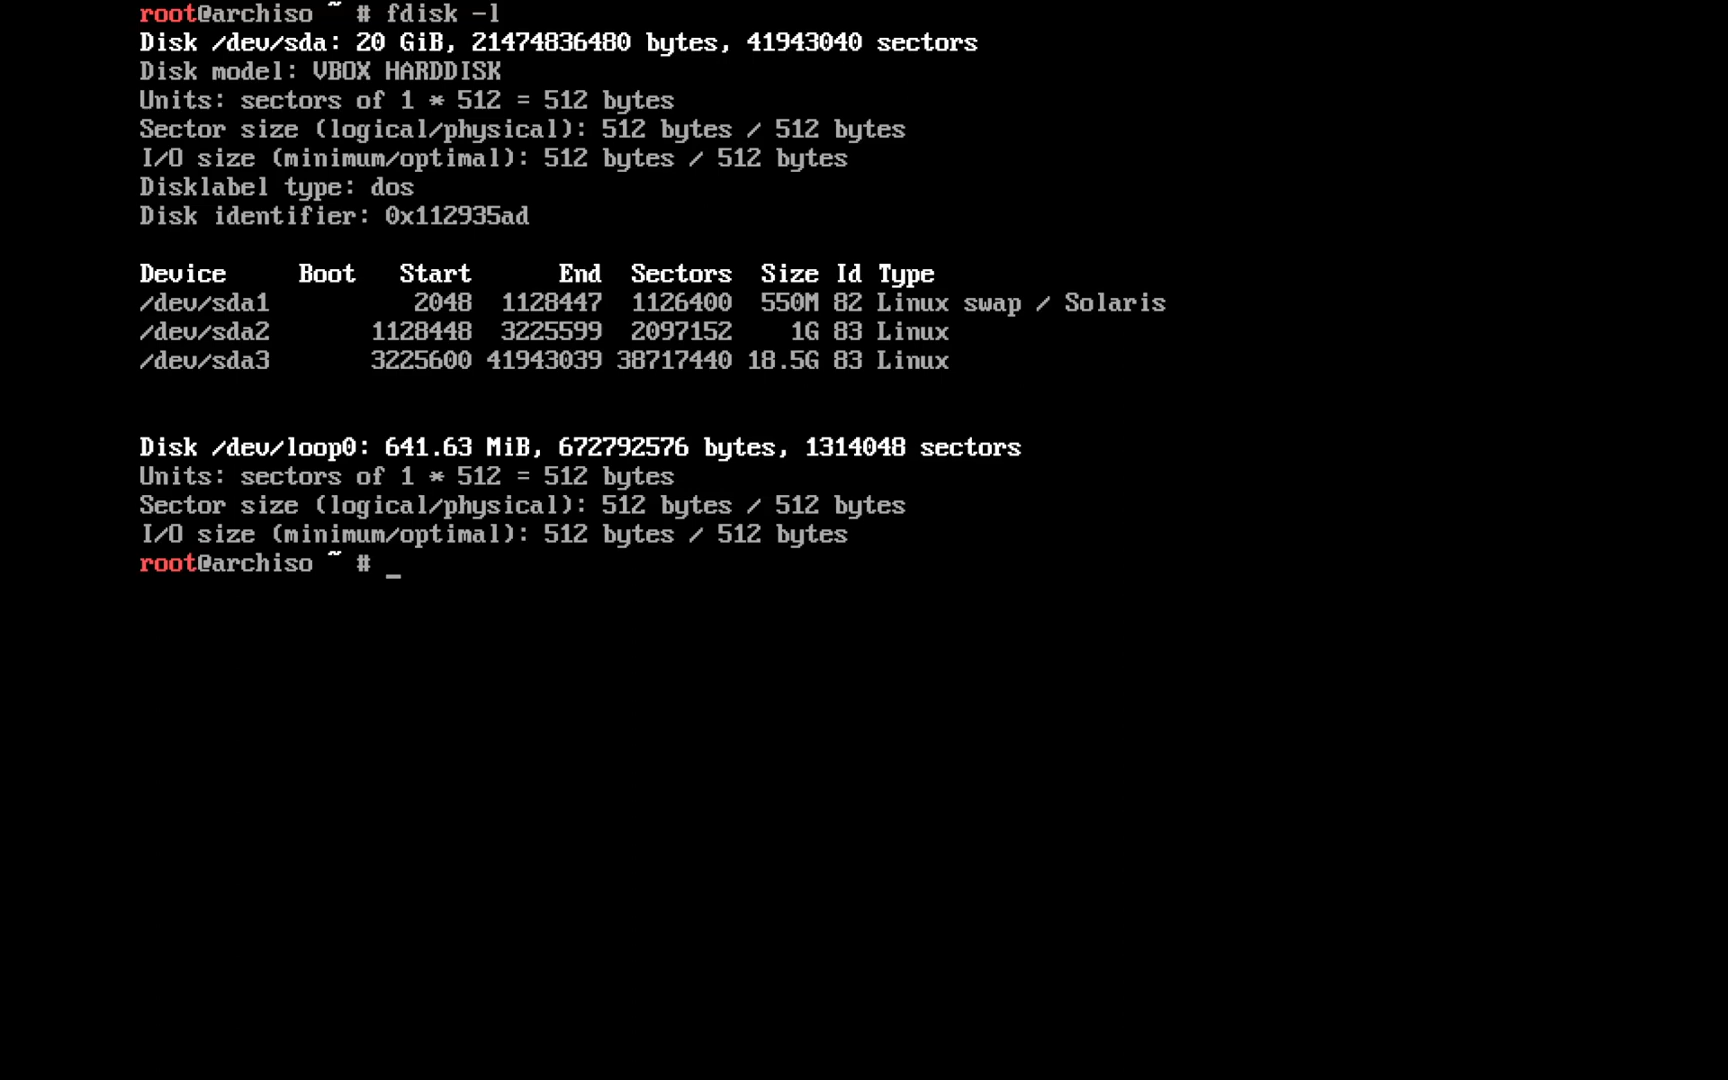 root@archiso ~ # fdisk -l
Disk /dev/sda: 20 GiB, 21474836480 bytes, 41943040 sectors
Disk model: VBOX HARDDISK
Units: sectors of 1 * 512 = 512 bytes
Sector size (logical/physical): 512 bytes / 512 bytes
I/O size (minimum/optimal): 512 bytes / 512 bytes
Disklabel type: dos
Disk identifier: 0x112935ad

Device     Boot   Start      End  Sectors  Size Id Type
/dev/sda1          2048  1128447  1126400  550M 82 Linux swap / Solaris
/dev/sda2       1128448  3225599  2097152    1G 83 Linux
/dev/sda3       3225600 41943039 38717440 18.5G 83 Linux

Disk /dev/loop0: 641.63 MiB, 672792576 bytes, 1314048 sectors
Units: sectors of 1 * 512 = 512 bytes
Sector size (logical/physical): 512 bytes / 512 bytes
I/O size (minimum/optimal): 512 bytes / 512 bytes
root@archiso ~ # _